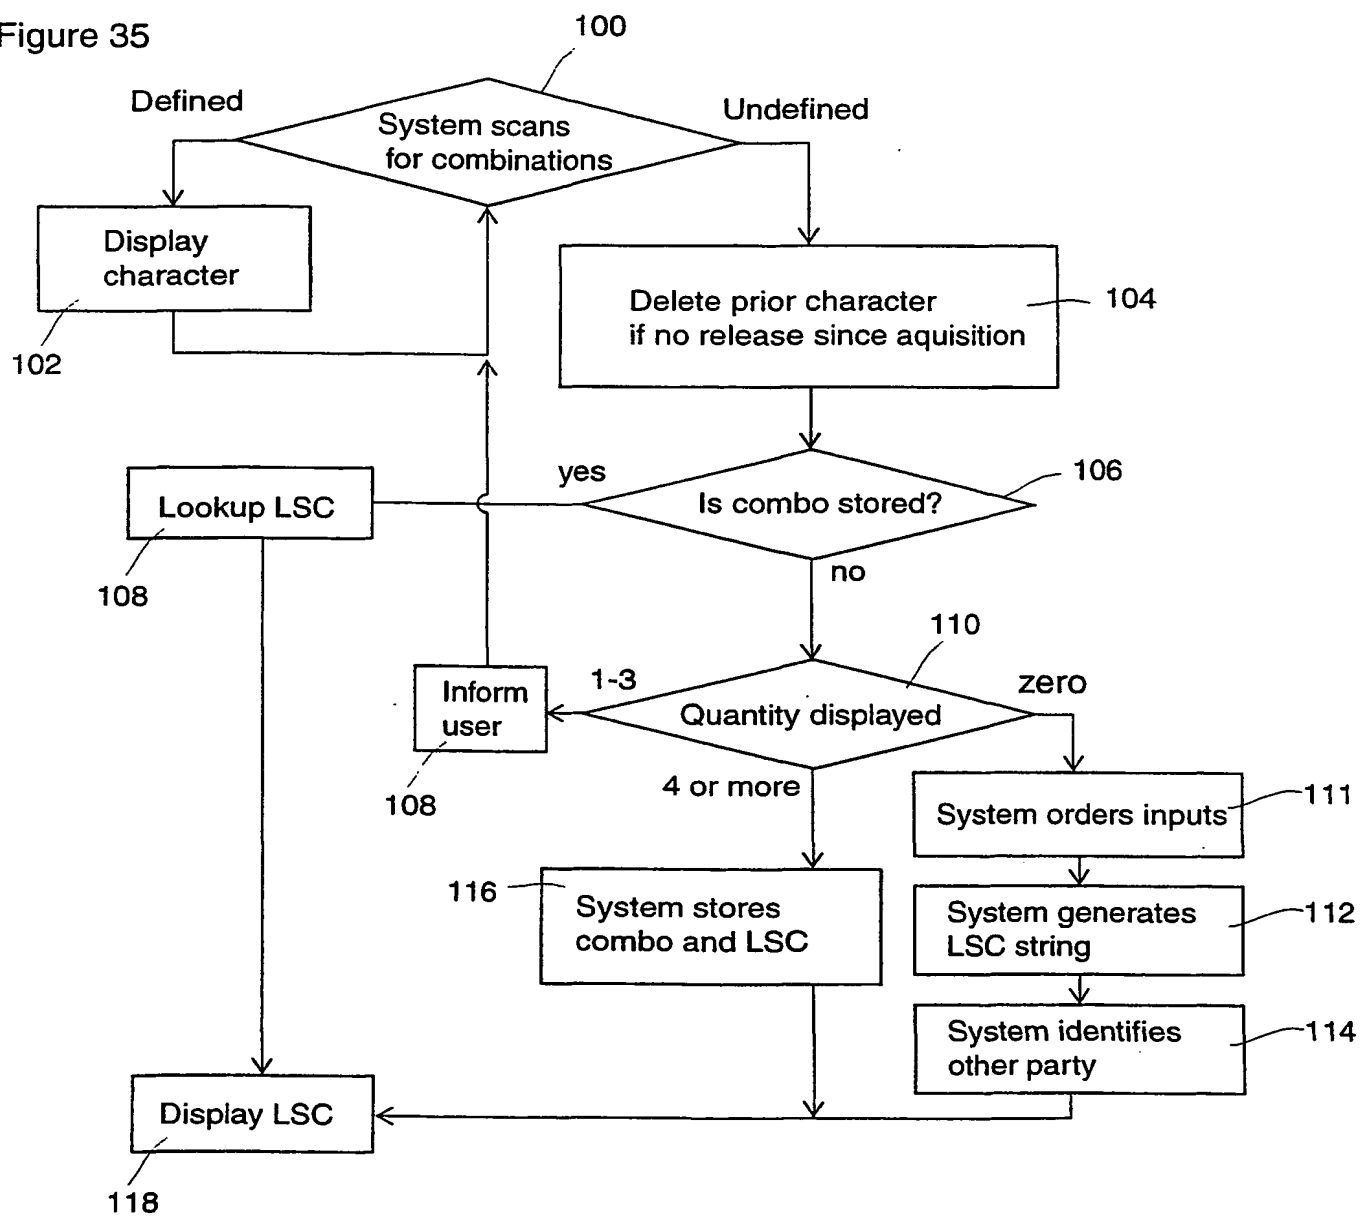 Figure 35
100
Defined
Undefined
System scans
for combinations
Display
character
102
Delete prior character
if no release since aquisition
104
yes
Is combo stored?
106
Lookup LSC
108
no
110
1-3
zero
Inform
user
108
Quantity displayed
4 or more
System orders inputs
111
116
System stores
combo and LSC
System generates
LSC string
112
System identifies
other party
114
Display LSC
118